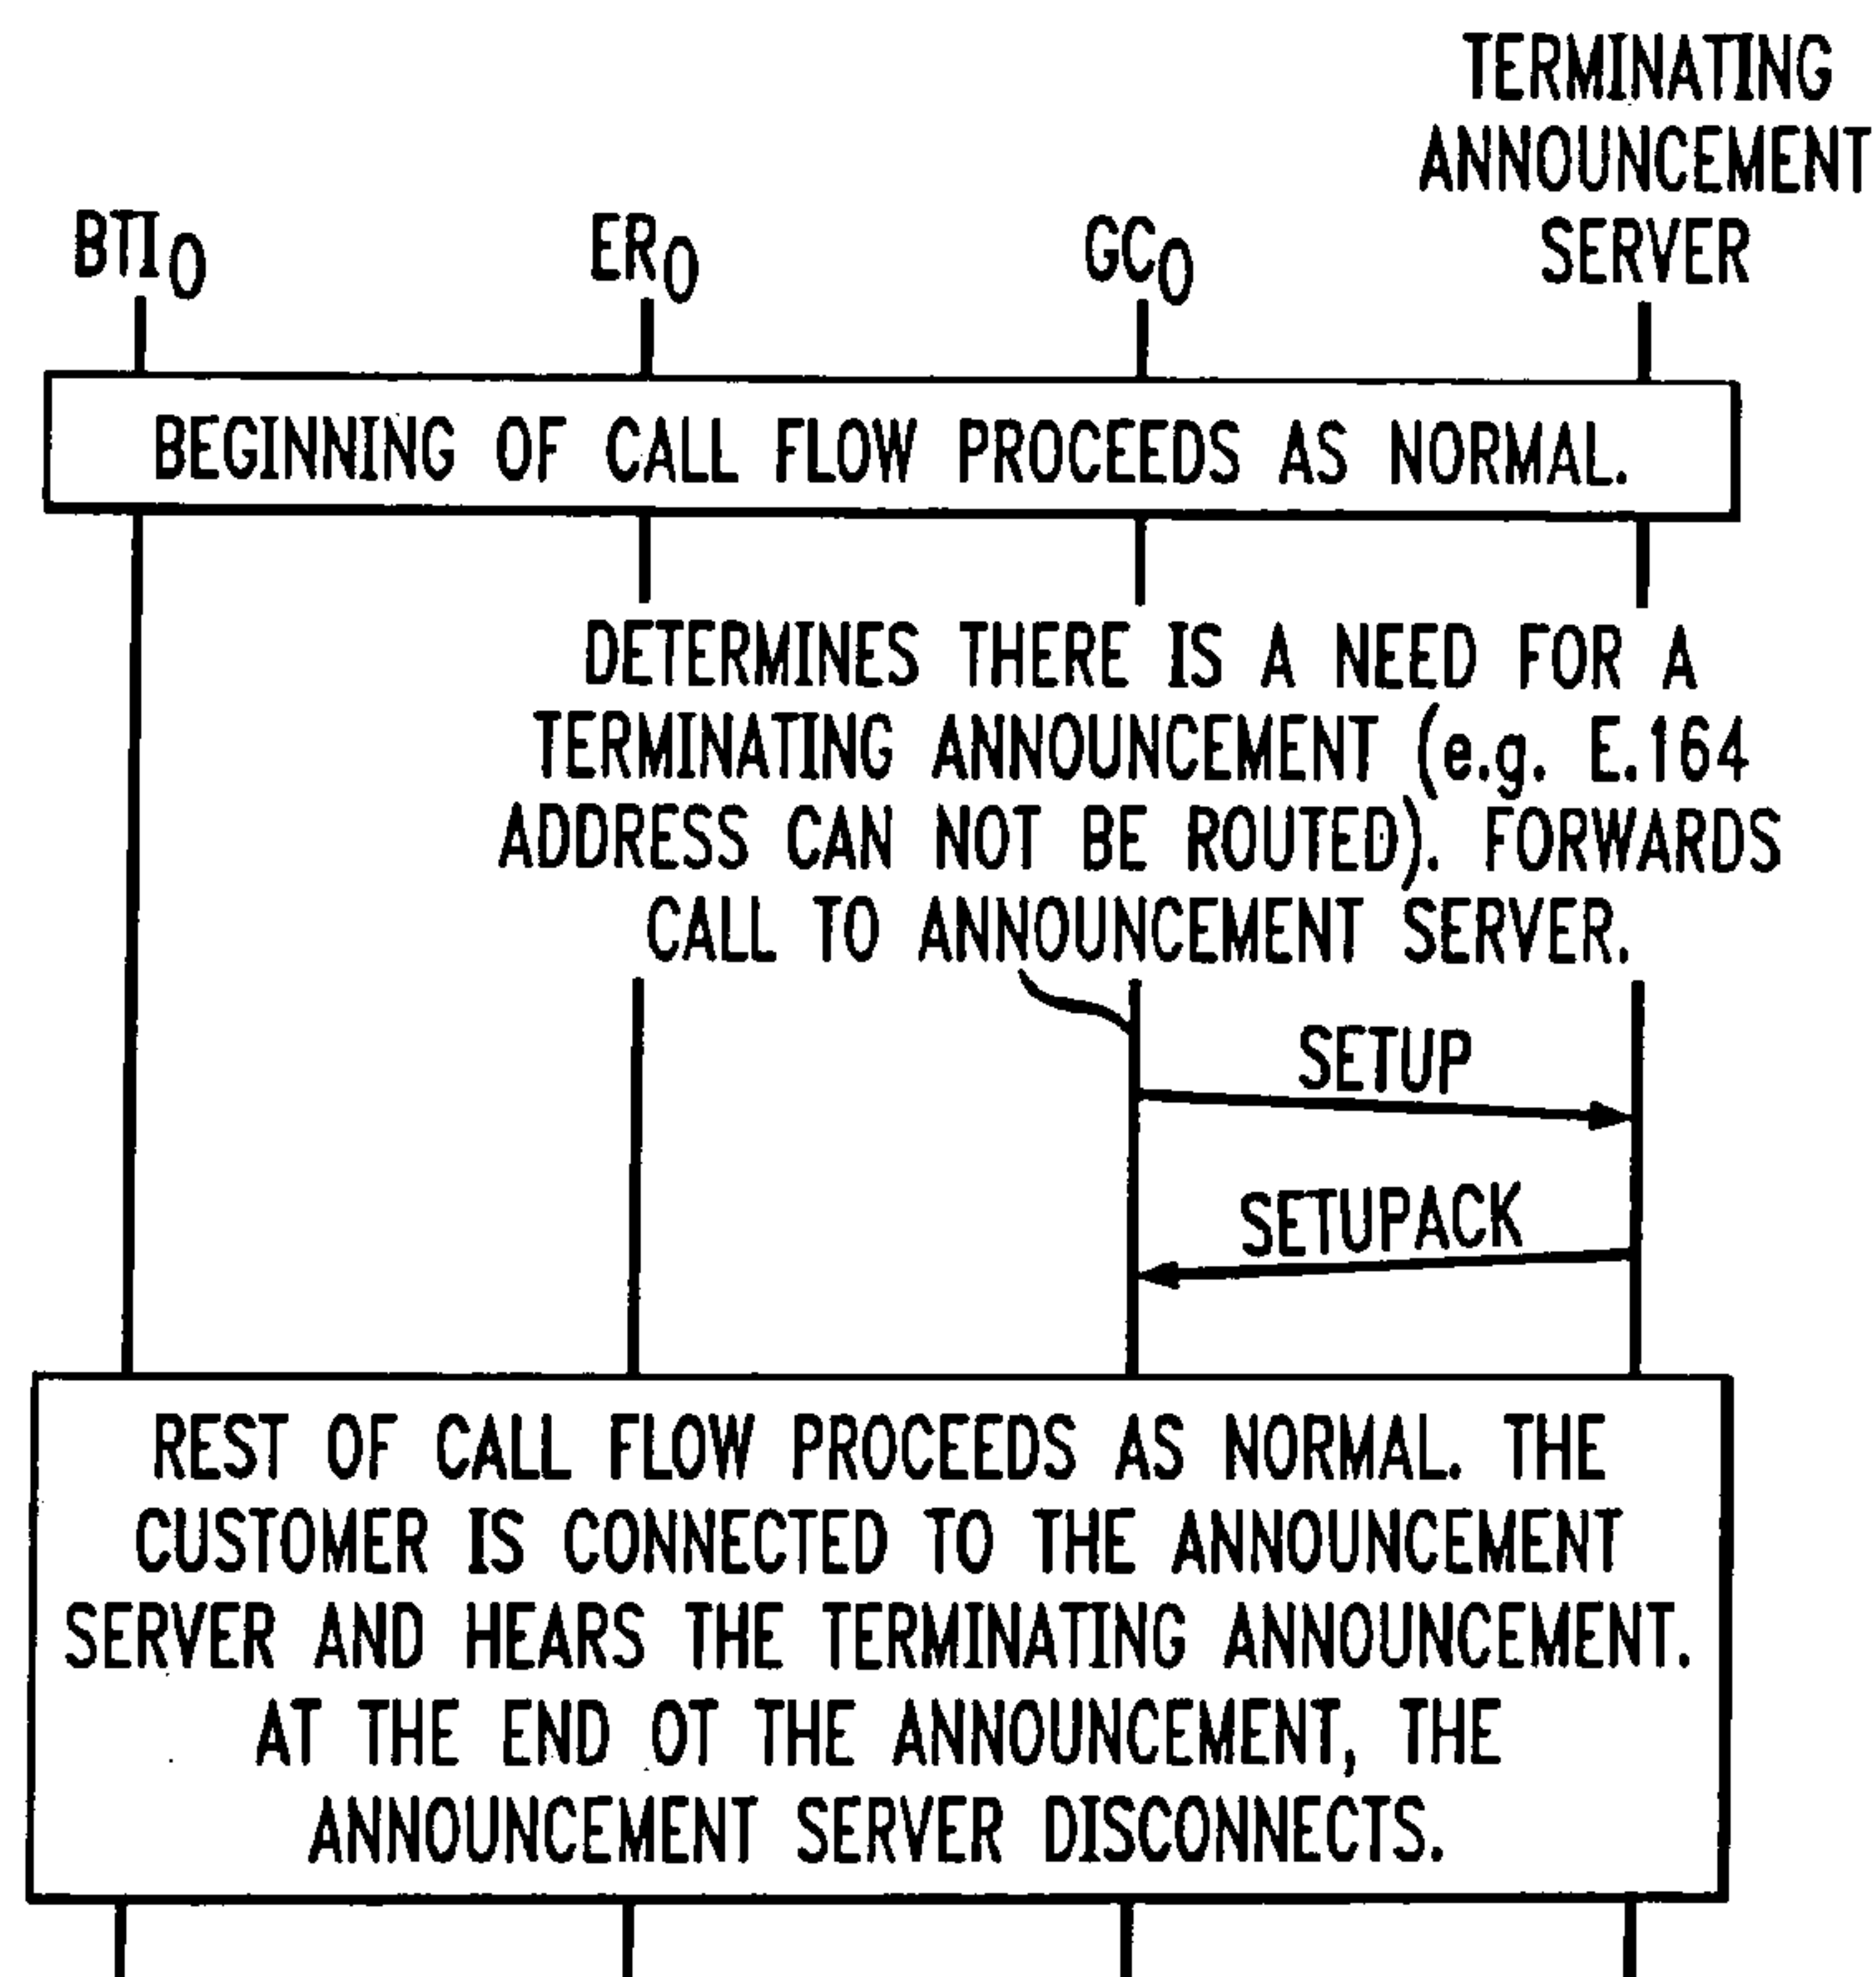 TERMINATING
ANNOUNCEMENT
SERVER
BTIO
ERO
GCO
BEGINNING OF CALL FLOW PROCEEDS AS NORMAL.
DETERMINES THERE IS A NEED FOR A
TERMINATING ANNOUNCEMENT (e.g. E.164
ADDRESS CAN NOT BE ROUTED). FORWARDS
CALL TO ANNOUNCEMENT SERVER.
SETUP
SETUPACK
REST OF CALL FLOW PROCEEDS AS NORMAL. THE
CUSTOMER IS CONNECTED TO THE ANNOUNCEMENT
SERVER AND HEARS THE TERMINATING ANNOUNCEMENT.
AT THE END OT THE ANNOUNCEMENT, THE
ANNOUNCEMENT SERVER DISCONNECTS.